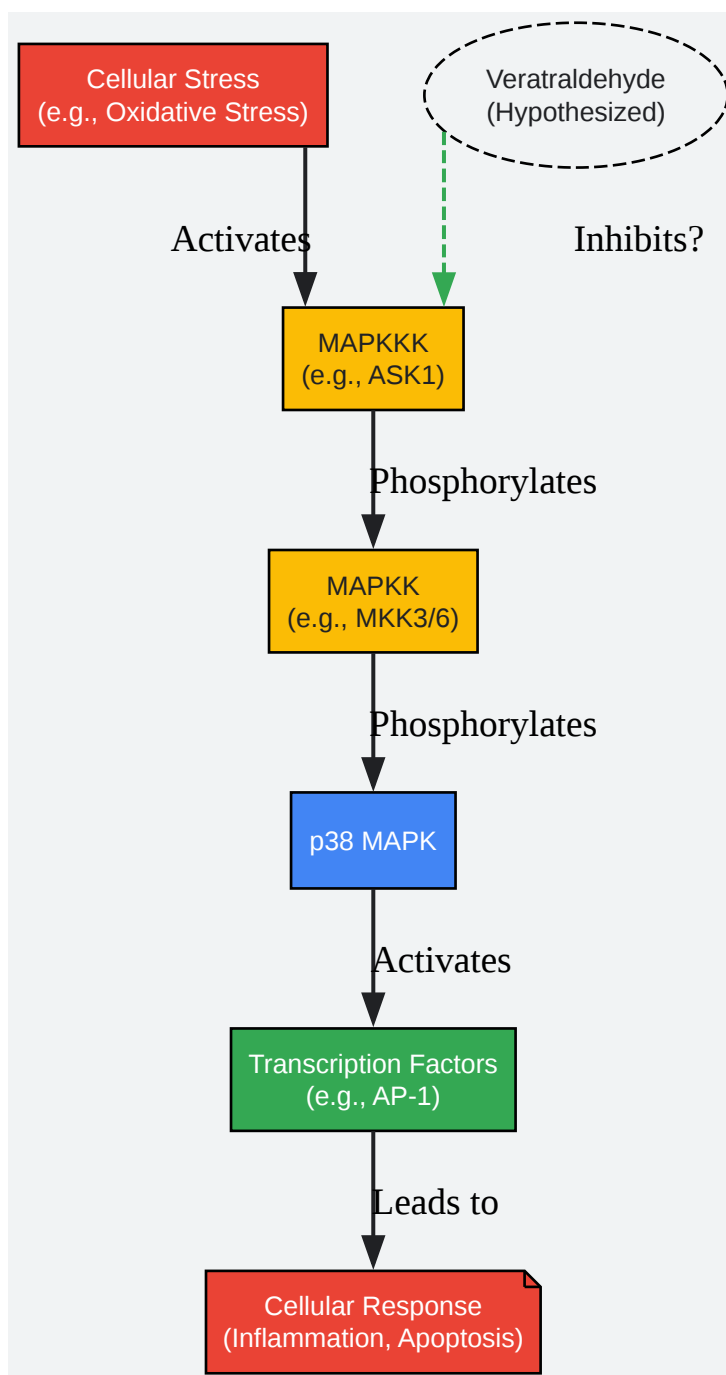 Cellular Stress
(e.g., Oxidative Stress)
Veratraldehyde
(Hypothesized)
Activates
Inhibits?
MAPKKK
(e.g., ASK1)
Phosphorylates
MAPKK
(e.g., MKK3/6)
Phosphorylates
p38 MAPK
Activates
Transcription Factors
(e.g., AP-1)
Leads to
Cellular Response
(Inflammation, Apoptosis)